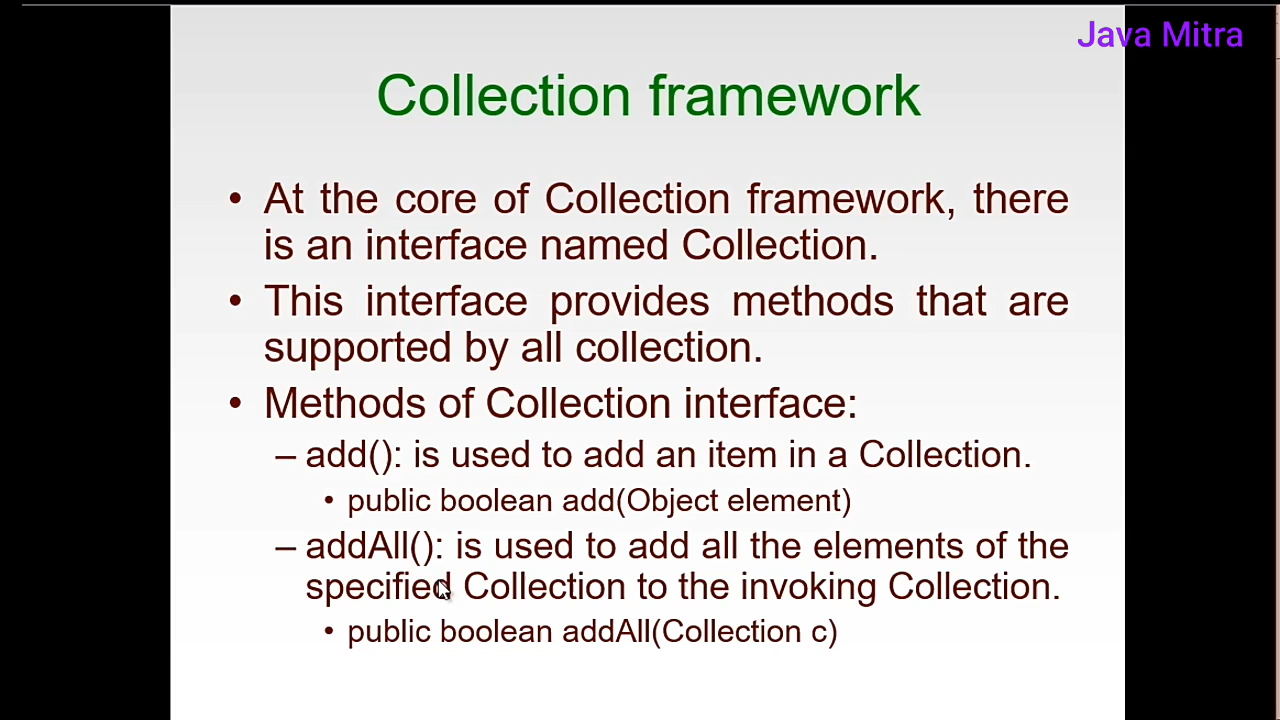 Java Mitra
Collection framework
• At the core of Collection framework, there
is an interface named Collection.
• This interface provides methods that are
supported by all collection.
• Methods of Collection interface:
– add(): is used to add an item in a Collection.
• public boolean add(Object element)
– addAll(): is used to add all the elements of the
specified Collection to the invoking Collection.
• public boolean addAll(Collection c)